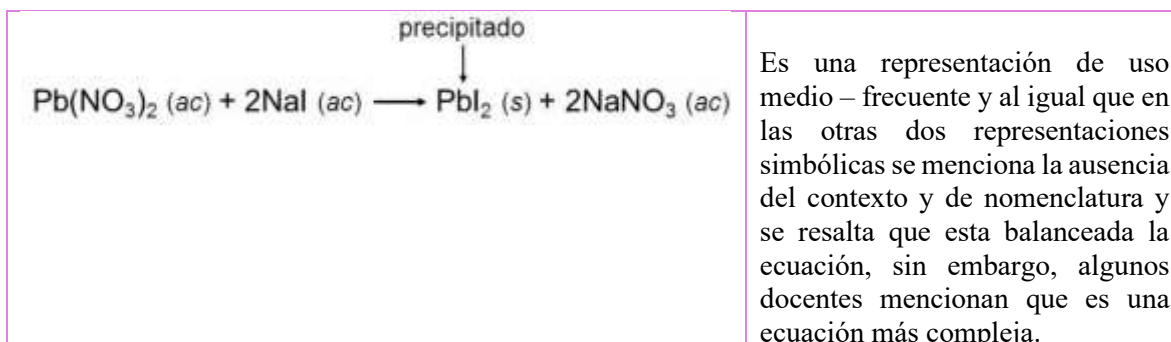 precipitado
Pb(NO₃)₂ (ac) + 2NaI (ac) ⟶ PbI₂ (s) + 2NaNO₃ (ac)
Es una representación de uso
medio – frecuente y al igual que en
las otras dos representaciones
simbólicas se menciona la ausencia
del contexto y de nomenclatura y
se resalta que esta balanceada la
ecuación, sin embargo, algunos
docentes mencionan que es una
ecuación más compleja.